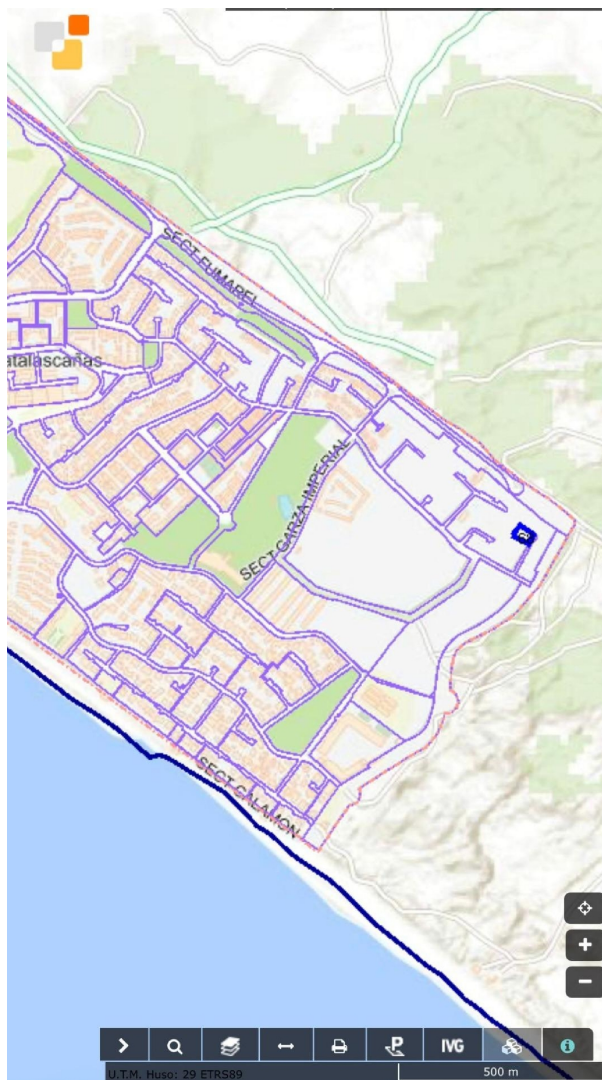 SECT FUMAREL
atalascañas
SECT GARZA IMPERIAL
SECT CALAMON
IVG
U.T.M. Huso: 29 ETRS89
500 m